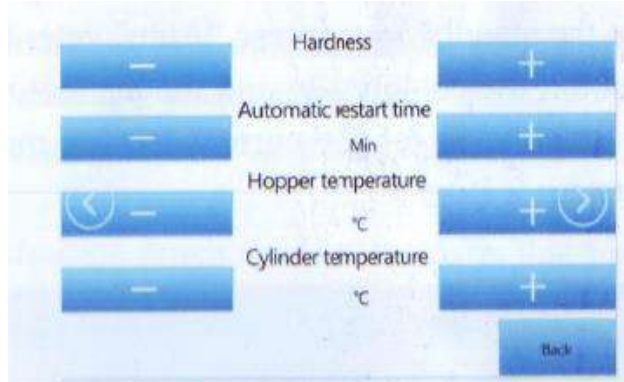 Hardness
− +
Automatic restart time
− Min +
Hopper temperature
− °C +
Cylinder temperature
− °C +
Back